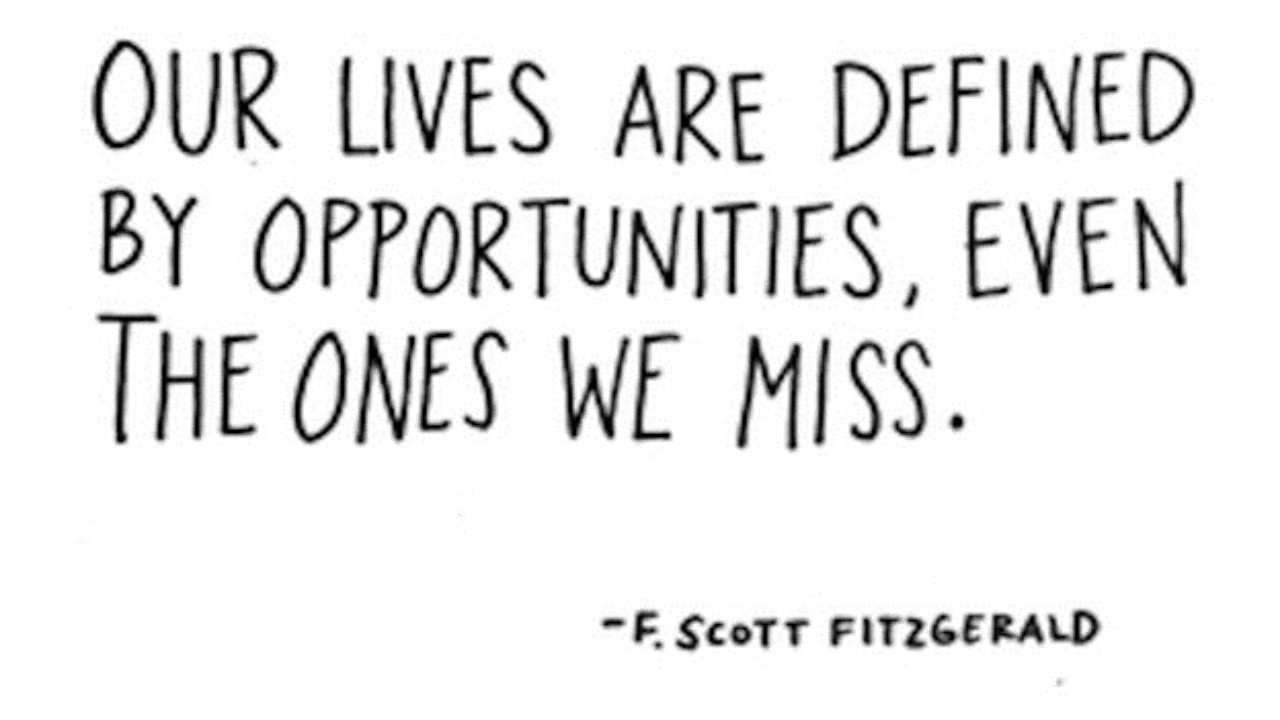 OUR LIVES ARE DEFINED
BY OPPORTUNITIES, EVEN
THE ONES WE MISS.
-F. SCOTT FITZGERALD